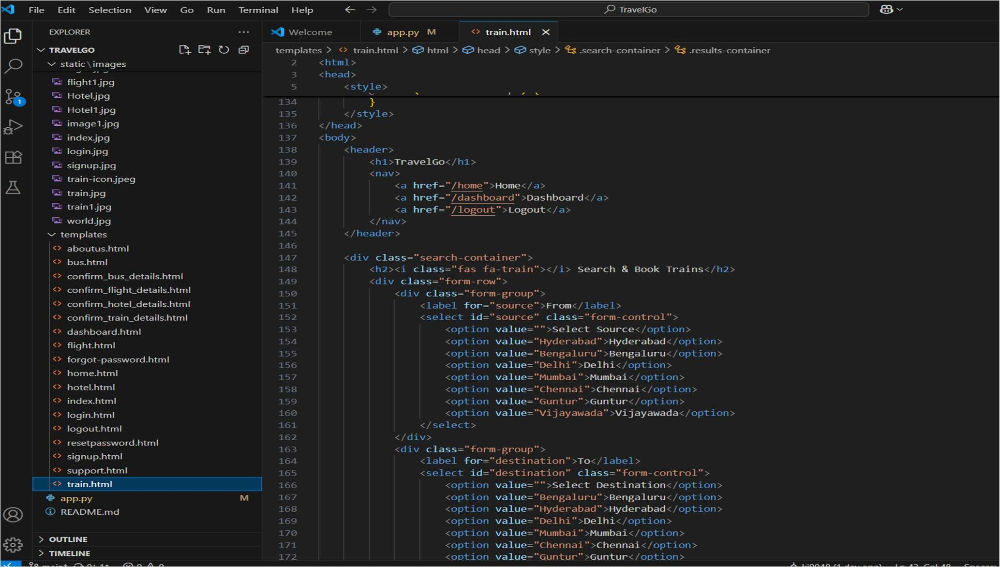 File Edit Selection View Go Run Terminal Help
TravelGo
EXPLORER
TRAVELGO
static\images
flight1.jpg
Hotel.jpg
Hotel1.jpg
image1.jpg
index.jpg
login.jpg
signup.jpg
train-icon.jpeg
train.jpg
train1.jpg
world.jpg
templates
aboutus.html
bus.html
confirm_bus_details.html
confirm_flight_details.html
confirm_hotel_details.html
confirm_train_details.html
dashboard.html
flight.html
forgot-password.html
home.html
hotel.html
index.html
login.html
logout.html
resetpassword.html
signup.html
support.html
train.html
app.py M
README.md
OUTLINE
TIMELINE
1
Welcome app.py M train.html
templates > train.html > html > head > style > .search-container > .results-container
2 <html>
3 <head>
5 <style>
134 }
135 </style>
136 </head>
137 <body>
138 <header>
139 <h1>TravelGo</h1>
140 <nav>
141 <a href="/home">Home</a>
142 <a href="/dashboard">Dashboard</a>
143 <a href="/logout">Logout</a>
144 </nav>
145 </header>
146
147 <div class="search-container">
148 <h2><i class="fas fa-train"></i> Search & Book Trains</h2>
149 <div class="form-row">
150 <div class="form-group">
151 <label for="source">From</label>
152 <select id="source" class="form-control">
153 <option value="">Select Source</option>
154 <option value="Hyderabad">Hyderabad</option>
155 <option value="Bengaluru">Bengaluru</option>
156 <option value="Delhi">Delhi</option>
157 <option value="Mumbai">Mumbai</option>
158 <option value="Chennai">Chennai</option>
159 <option value="Guntur">Guntur</option>
160 <option value="Vijayawada">Vijayawada</option>
161 </select>
162 </div>
163 <div class="form-group">
164 <label for="destination">To</label>
165 <select id="destination" class="form-control">
166 <option value="">Select Destination</option>
167 <option value="Bengaluru">Bengaluru</option>
168 <option value="Hyderabad">Hyderabad</option>
169 <option value="Delhi">Delhi</option>
170 <option value="Mumbai">Mumbai</option>
171 <option value="Chennai">Chennai</option>
172 <option value="Guntur">Guntur</option>